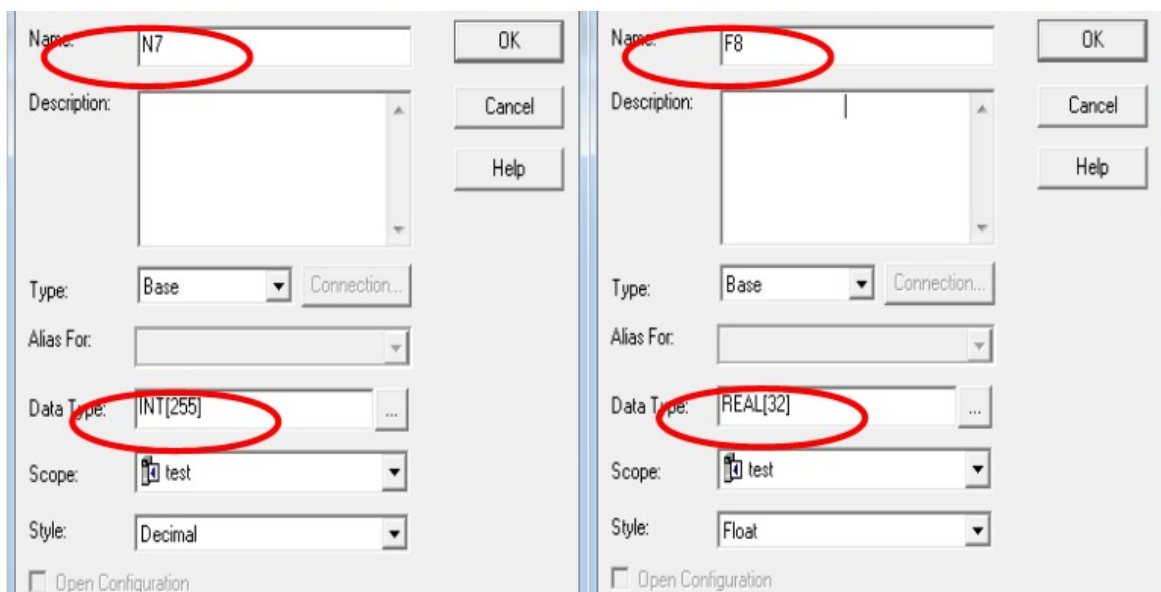 Name: N7 OK
Description: Cancel
Help
Type: Base Connection...
Alias For:
Data Type: INT[255] ...
Scope: test
Style: Decimal
Open Configuration
Name: F8 OK
Description: Cancel
Help
Type: Base Connection...
Alias For:
Data Type: REAL[32] ...
Scope: test
Style: Float
Open Configuration